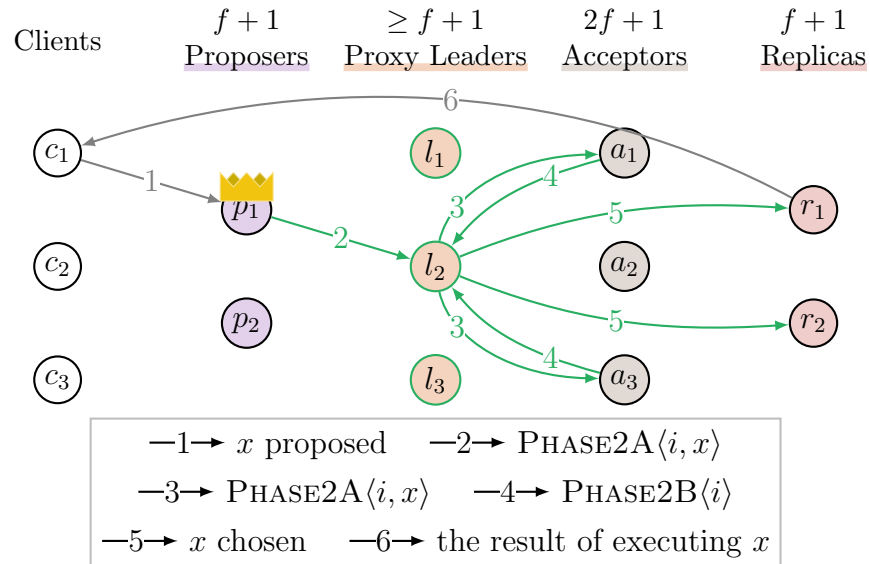 Clients f + 1 Proposers ≥ f + 1 Proxy Leaders 2f + 1 Acceptors f + 1 Replicas
6
c1 l1 a1
1 3 4
p1 5 r1
2
c2 l2 a2
p2 3 4 5 r2
c3 l3 a3
1 x proposed 2 PHASE2A⟨i, x⟩
3 PHASE2A⟨i, x⟩ 4 PHASE2B⟨i⟩
5 x chosen 6 the result of executing x